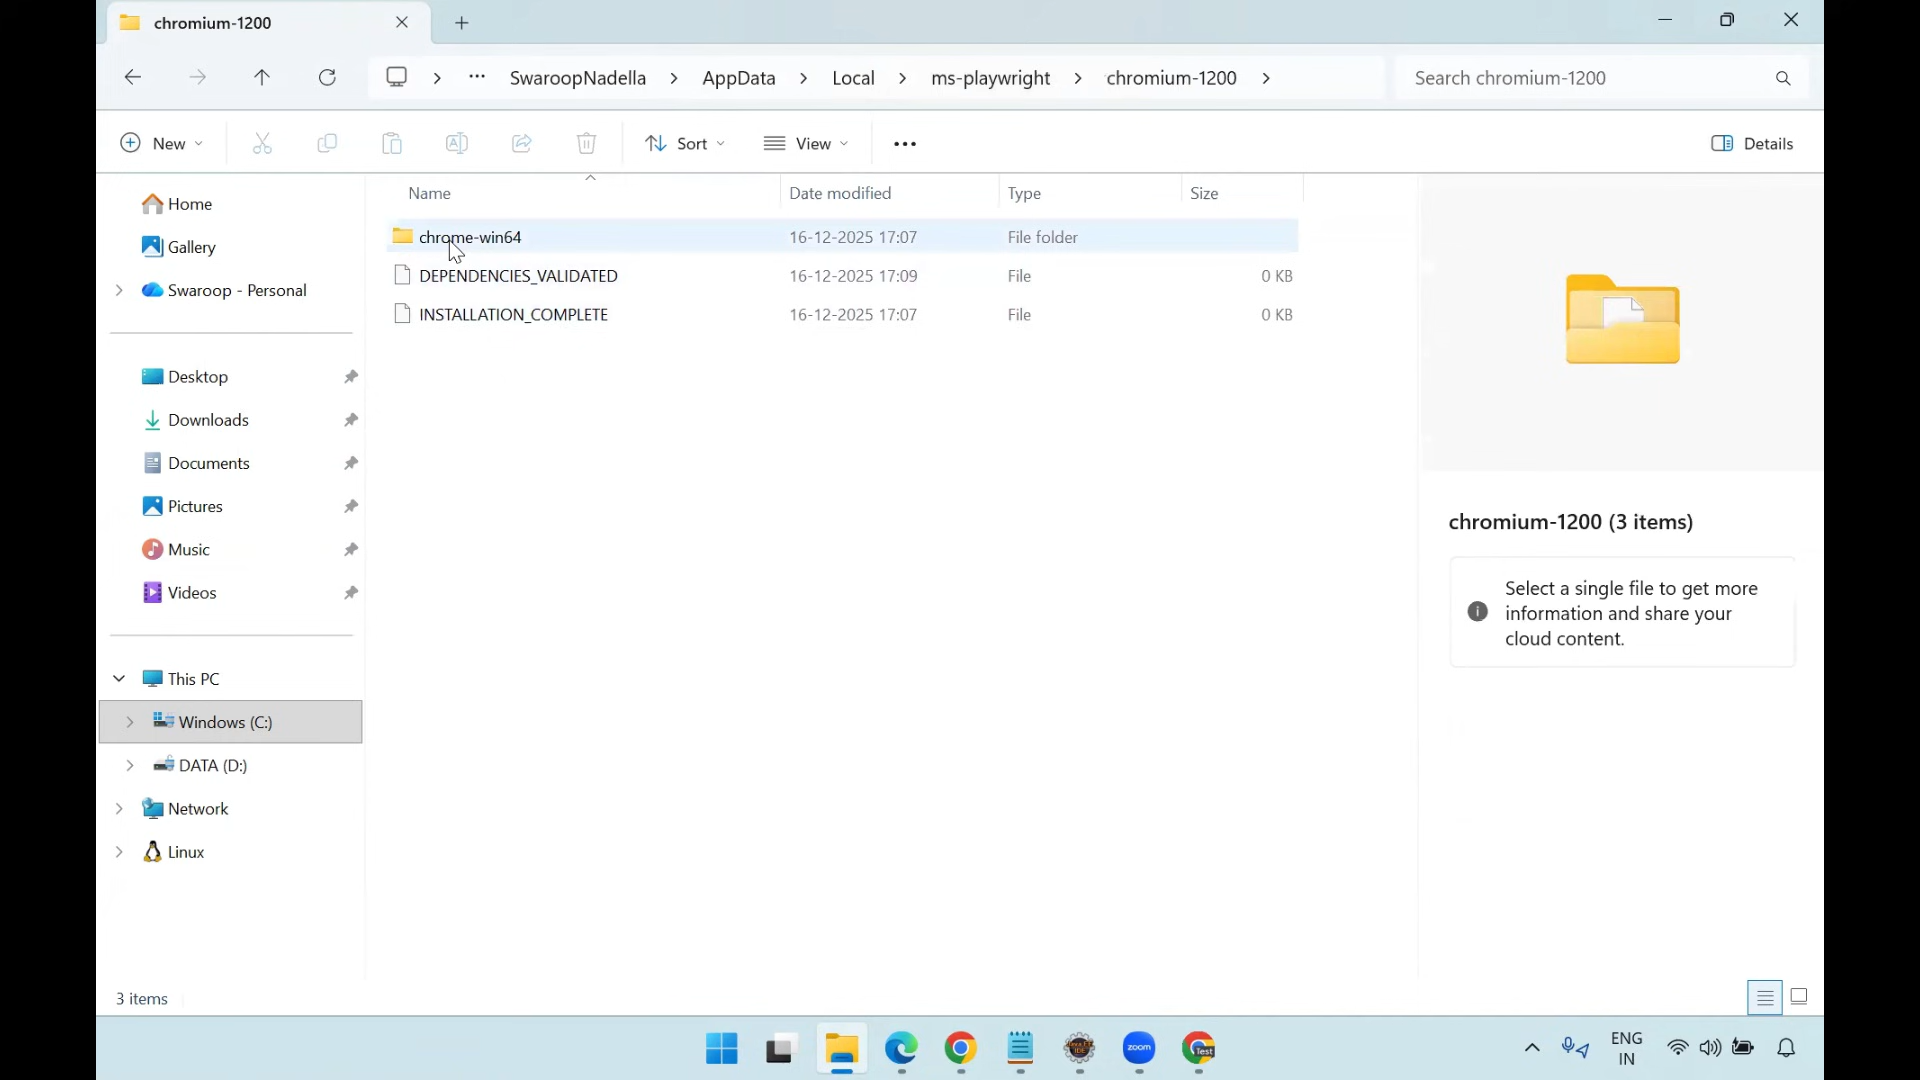 chromium-1200
SwaroopNadella
AppData
Local
ms-playwright
chromium-1200
Search chromium-1200
New
Sort
View
Details
Name
Date modified
Type
Size
chrome-win64
16-12-2025 17:07
File folder
DEPENDENCIES_VALIDATED
16-12-2025 17:09
File
0 KB
INSTALLATION_COMPLETE
16-12-2025 17:07
File
0 KB
Home
Gallery
Swaroop - Personal
Desktop
Downloads
Documents
Pictures
Music
Videos
This PC
Windows (C:)
DATA (D:)
Network
Linux
chromium-1200 (3 items)
Select a single file to get more
information and share your
cloud content.
3 items
zoom
Test
ENG
IN